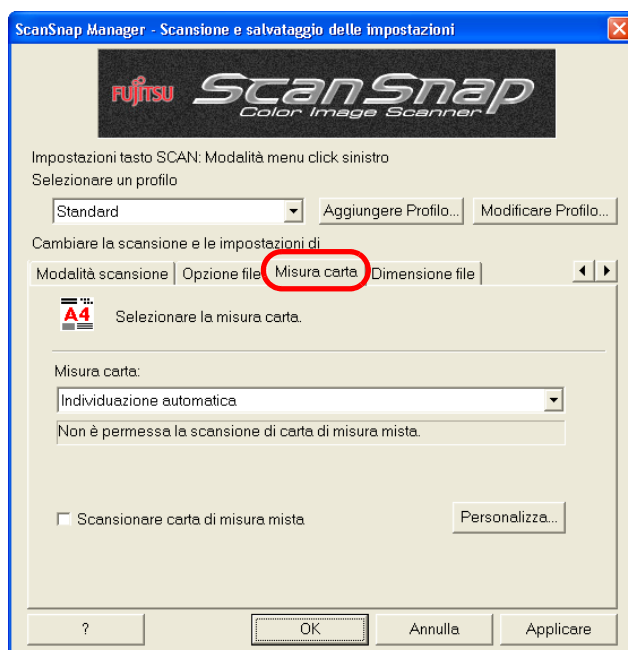 ScanSnap Manager - Scansione e salvataggio delle impostazioni
FUJITSU ScanSnap
Color Image Scanner
Impostazioni tasto SCAN: Modalità menu click sinistro
Selezionare un profilo
Standard Aggiungere Profilo... Modificare Profilo...
Cambiare la scansione e le impostazioni di
Modalità scansione Opzione file Misura carta Dimensione file
A4 Selezionare la misura carta.
Misura carta:
Individuazione automatica
Non è permessa la scansione di carta di misura mista.
Scansionare carta di misura mista Personalizza...
? OK Annulla Applicare